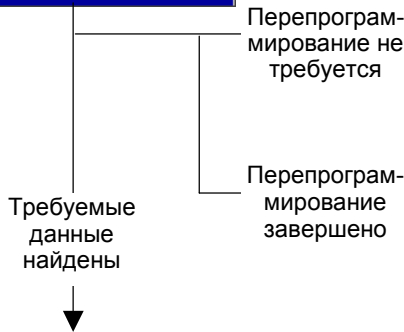 Перепрограм-
мирование не
требуется
Перепрограм-
мирование
завершено
Требуемые
данные
найдены